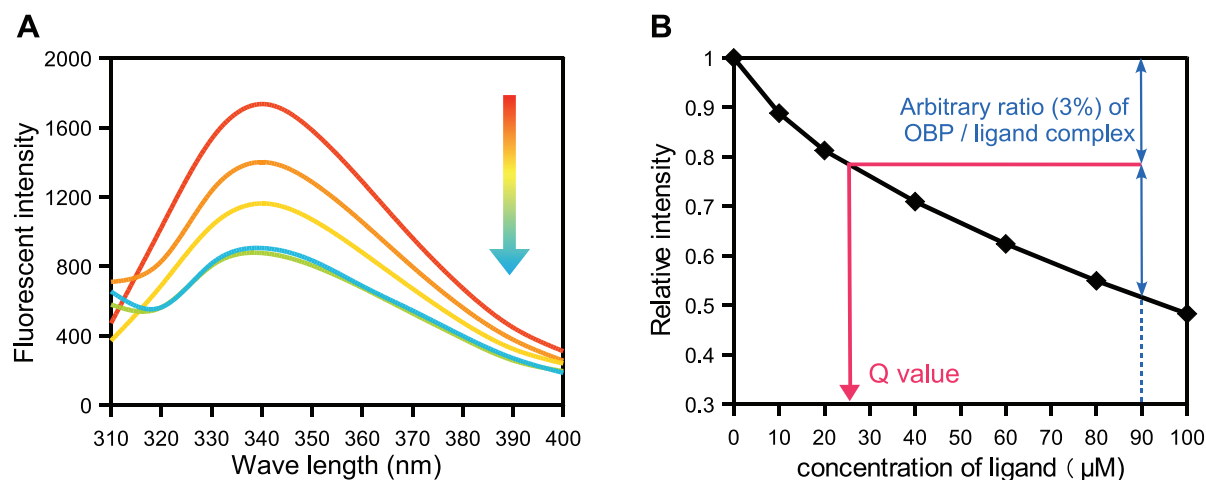 A
2000
1600
1200
800
400
0
310 320 330 340 350 360 370 380 390 400
Fluorescent intensity
Wave length (nm)
B
1
0.9
0.8
0.7
0.6
0.5
0.4
0.3
0 10 20 30 40 50 60 70 80 90 100
Relative intensity
concentration of ligand ( μM)
Arbitrary ratio (3%) of
OBP / ligand complex
Q value